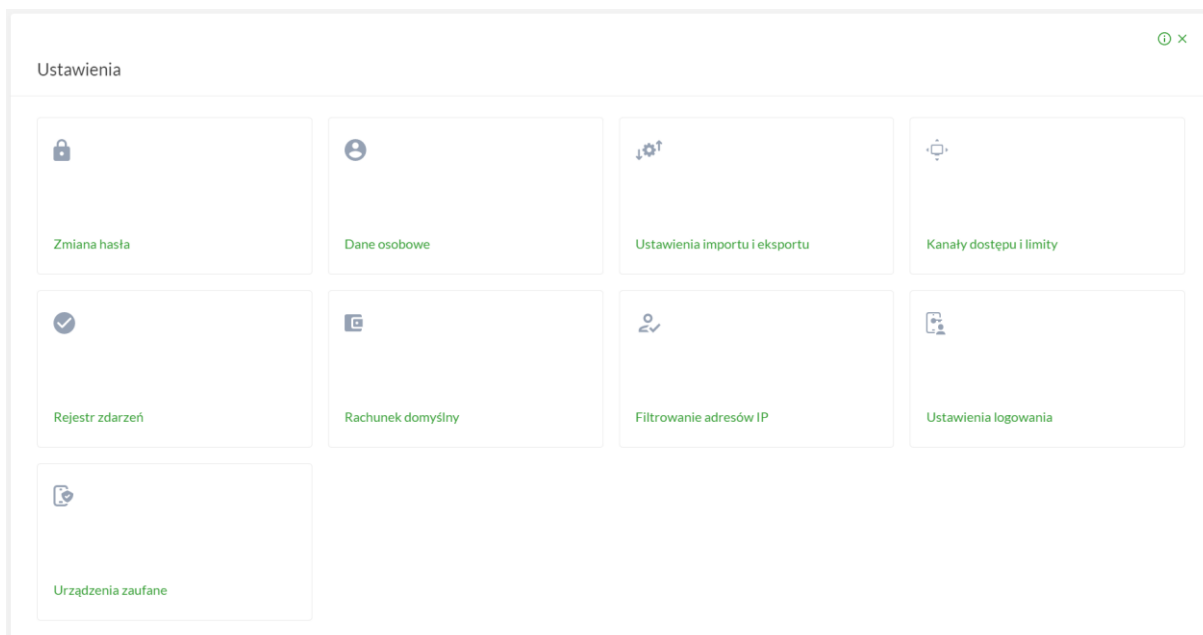 Ustawienia
Zmiana hasła
Dane osobowe
Ustawienia importu i eksportu
Kanały dostępu i limity
Rejestr zdarzeń
Rachunek domyślny
Filtrowanie adresów IP
Ustawienia logowania
Urządzenia zaufane